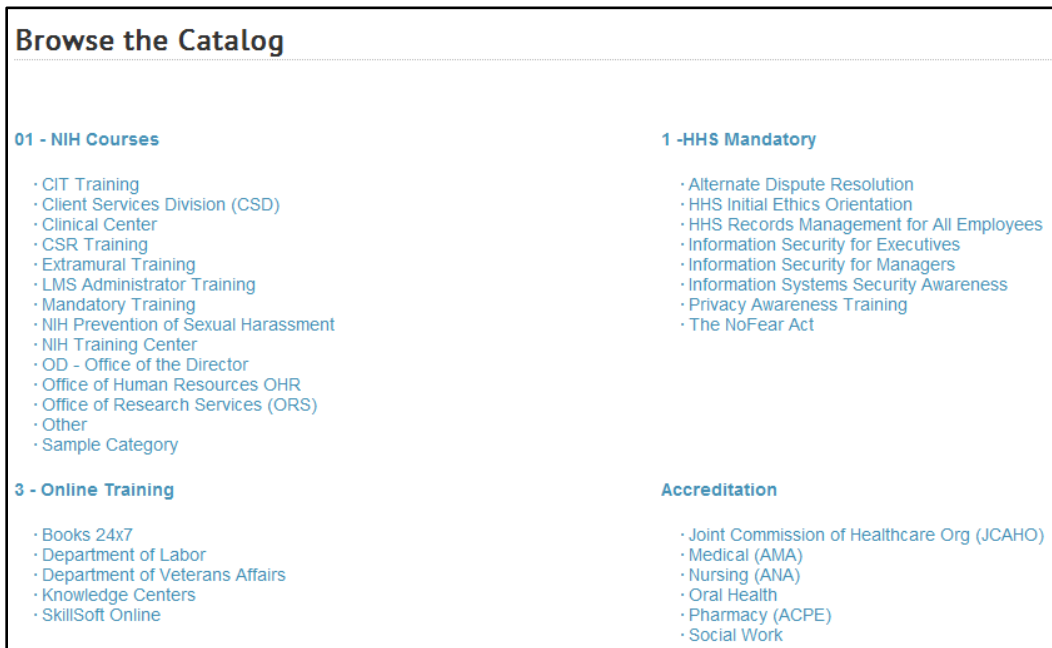 Browse the Catalog
01 - NIH Courses
· CIT Training
· Client Services Division (CSD)
· Clinical Center
· CSR Training
· Extramural Training
· LMS Administrator Training
· Mandatory Training
· NIH Prevention of Sexual Harassment
· NIH Training Center
· OD - Office of the Director
· Office of Human Resources OHR
· Office of Research Services (ORS)
· Other
· Sample Category
1 -HHS Mandatory
· Alternate Dispute Resolution
· HHS Initial Ethics Orientation
· HHS Records Management for All Employees
· Information Security for Executives
· Information Security for Managers
· Information Systems Security Awareness
· Privacy Awareness Training
· The NoFear Act
3 - Online Training
· Books 24x7
· Department of Labor
· Department of Veterans Affairs
· Knowledge Centers
· SkillSoft Online
Accreditation
· Joint Commission of Healthcare Org (JCAHO)
· Medical (AMA)
· Nursing (ANA)
· Oral Health
· Pharmacy (ACPE)
· Social Work